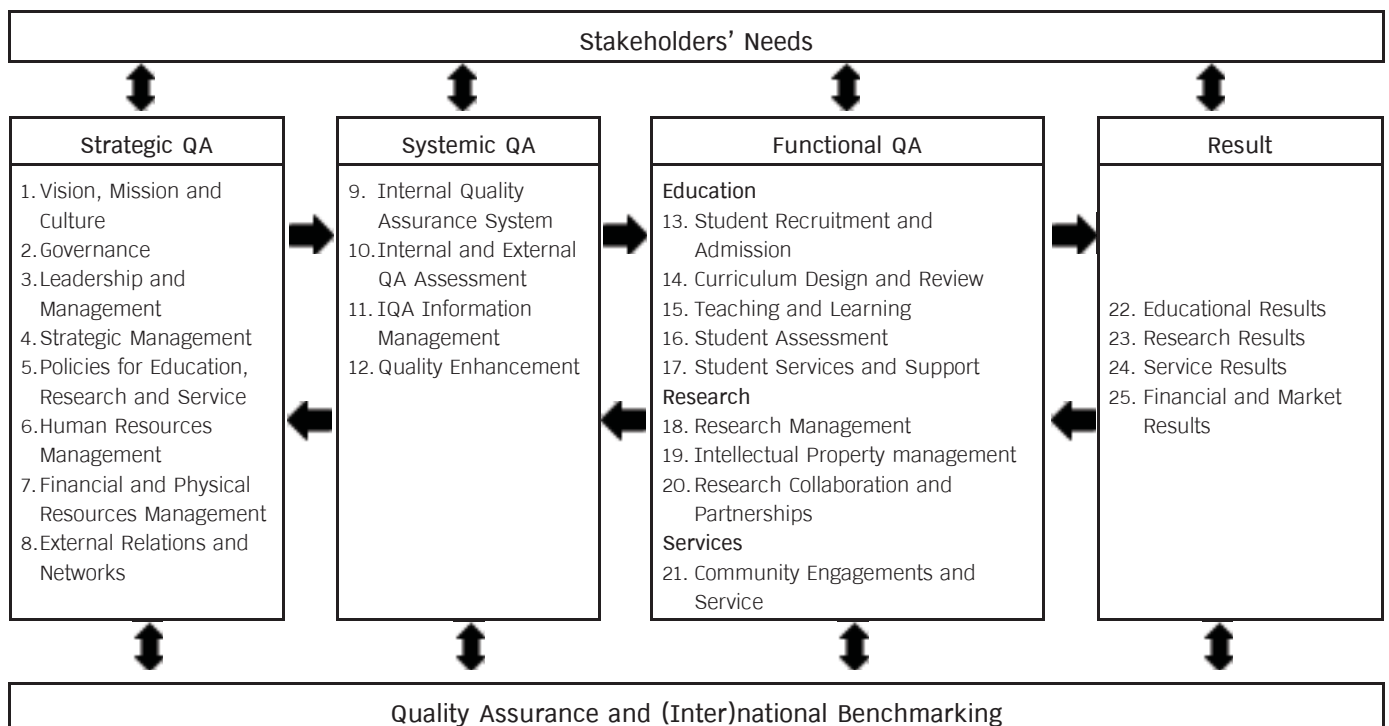 Stakeholders' Needs
Strategic QA
1. Vision, Mission and
Culture
2. Governance
3. Leadership and
Management
4. Strategic Management
5. Policies for Education,
Research and Service
6. Human Resources
Management
7. Financial and Physical
Resources Management
8. External Relations and
Networks
Systemic QA
9. Internal Quality
Assurance System
10. Internal and External
QA Assessment
11. IQA Information
Management
12. Quality Enhancement
Functional QA
Education
13. Student Recruitment and
Admission
14. Curriculum Design and Review
15. Teaching and Learning
16. Student Assessment
17. Student Services and Support
Research
18. Research Management
19. Intellectual Property management
20. Research Collaboration and
Partnerships
Services
21. Community Engagements and
Service
Result
22. Educational Results
23. Research Results
24. Service Results
25. Financial and Market
Results
Quality Assurance and (Inter)national Benchmarking